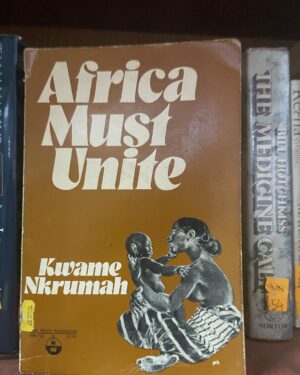 Africa
Must
Unite
Kwame
Nkrumah
BILL HOTCHKISS
THE MEDICINE CALF
NORTON